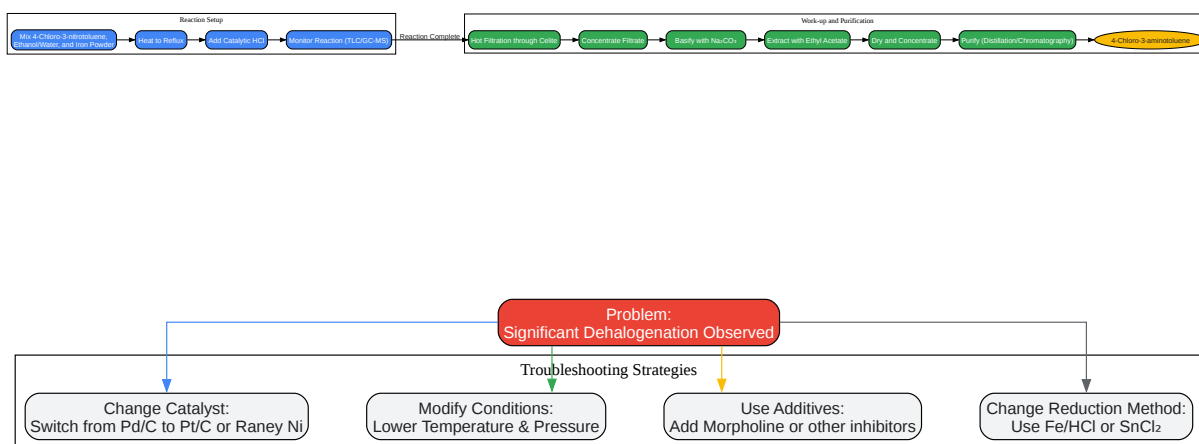 Reaction Setup
Mix 4-Chloro-3-nitrotoluene,
Ethanol/Water, and Iron Powder
Heat to Reflux
Add Catalytic HCl
Monitor Reaction (TLC/GC-MS)
Reaction Complete
Work-up and Purification
Hot Filtration through Celite
Concentrate Filtrate
Basify with Na₂CO₃
Extract with Ethyl Acetate
Dry and Concentrate
Purify (Distillation/Chromatography)
4-Chloro-3-aminotoluene
Problem:
Significant Dehalogenation Observed
Troubleshooting Strategies
Change Catalyst:
Switch from Pd/C to Pt/C or Raney Ni
Modify Conditions:
Lower Temperature & Pressure
Use Additives:
Add Morpholine or other inhibitors
Change Reduction Method:
Use Fe/HCl or SnCl₂